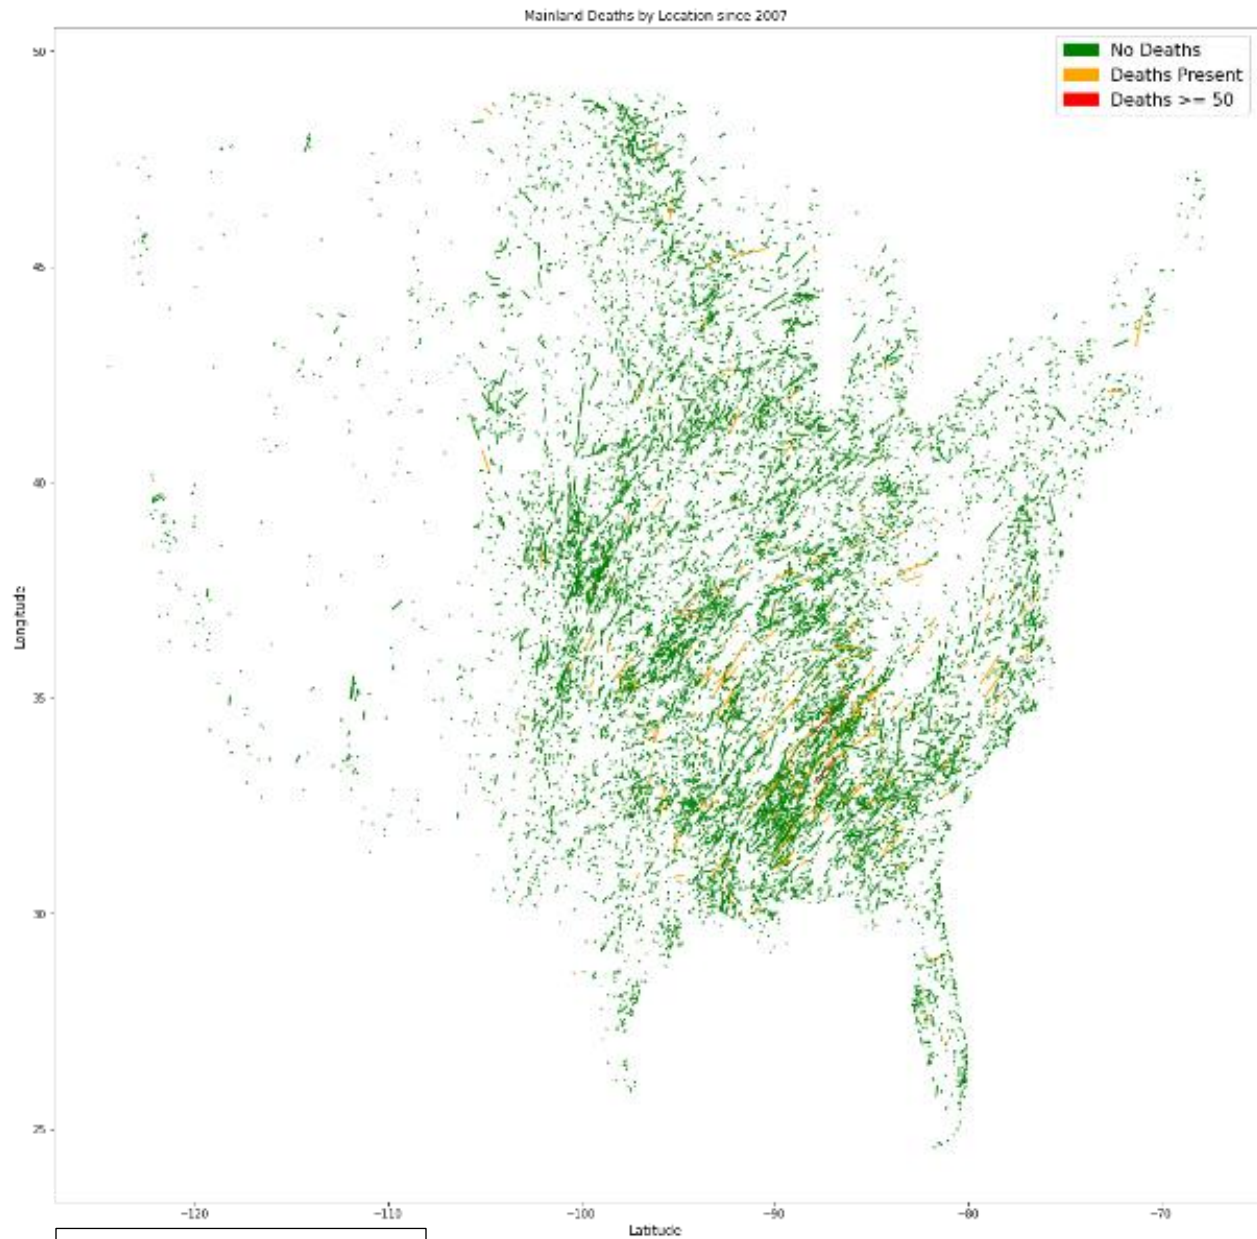 Mainland Deaths by Location since 2007
No Deaths
Deaths Present
Deaths >= 50
50
45
40
35
30
25
Longitude
−120
−110
−100
−90
−80
−70
Latitude